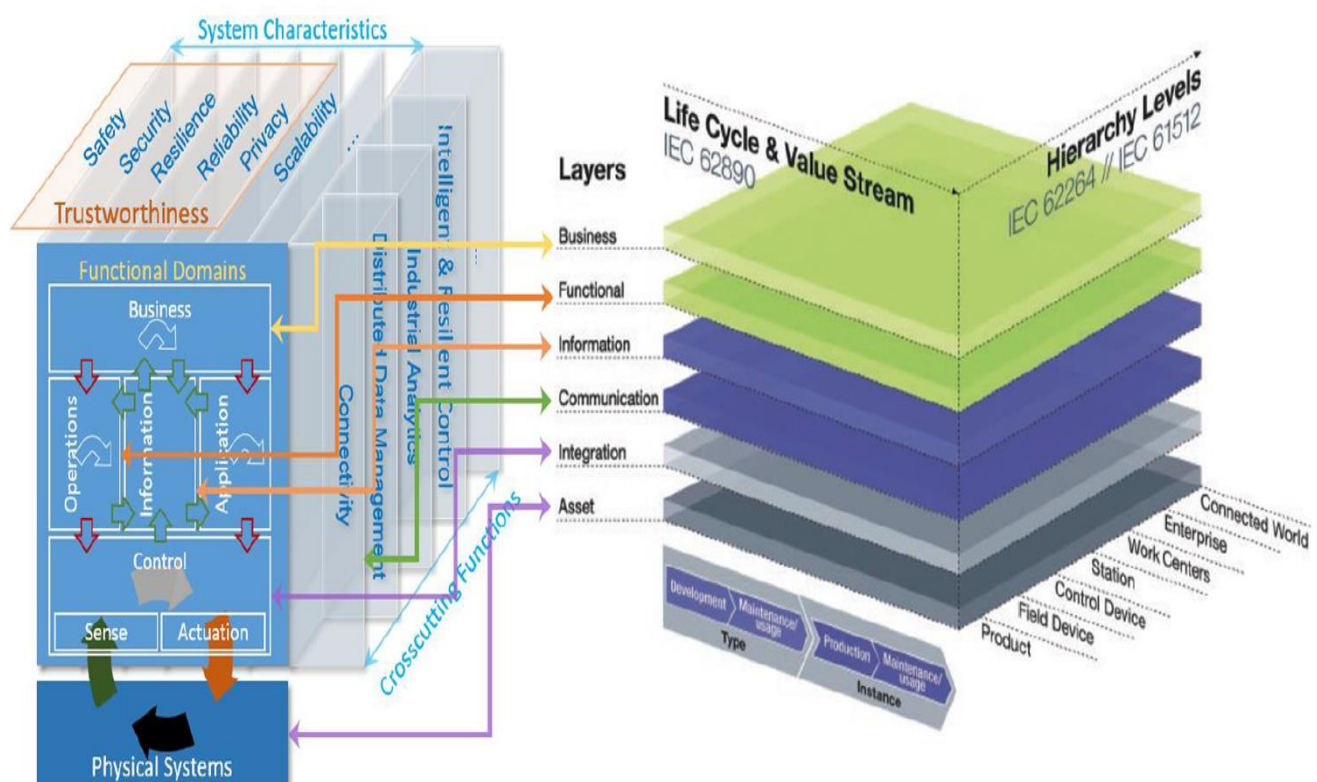 System Characteristics
Safety
Security
Resilience
Reliability
Privacy
Scalability
...
Trustworthiness
Functional Domains
Business
Operations
Information
Application
Control
Sense
Actuation
Physical Systems
Connectivity
Distributed Data Management
Industrial Analytics
Intelligent & Resilient Control
...
Crosscutting Functions
Layers
Business
Functional
Information
Communication
Integration
Asset
Life Cycle & Value Stream
IEC 62890
Hierarchy Levels
IEC 62264 // IEC 61512
Connected World
Enterprise
Work Centers
Station
Control Device
Field Device
Product
Development
Maintenance/
usage
Type
Production
Maintenance/
usage
Instance